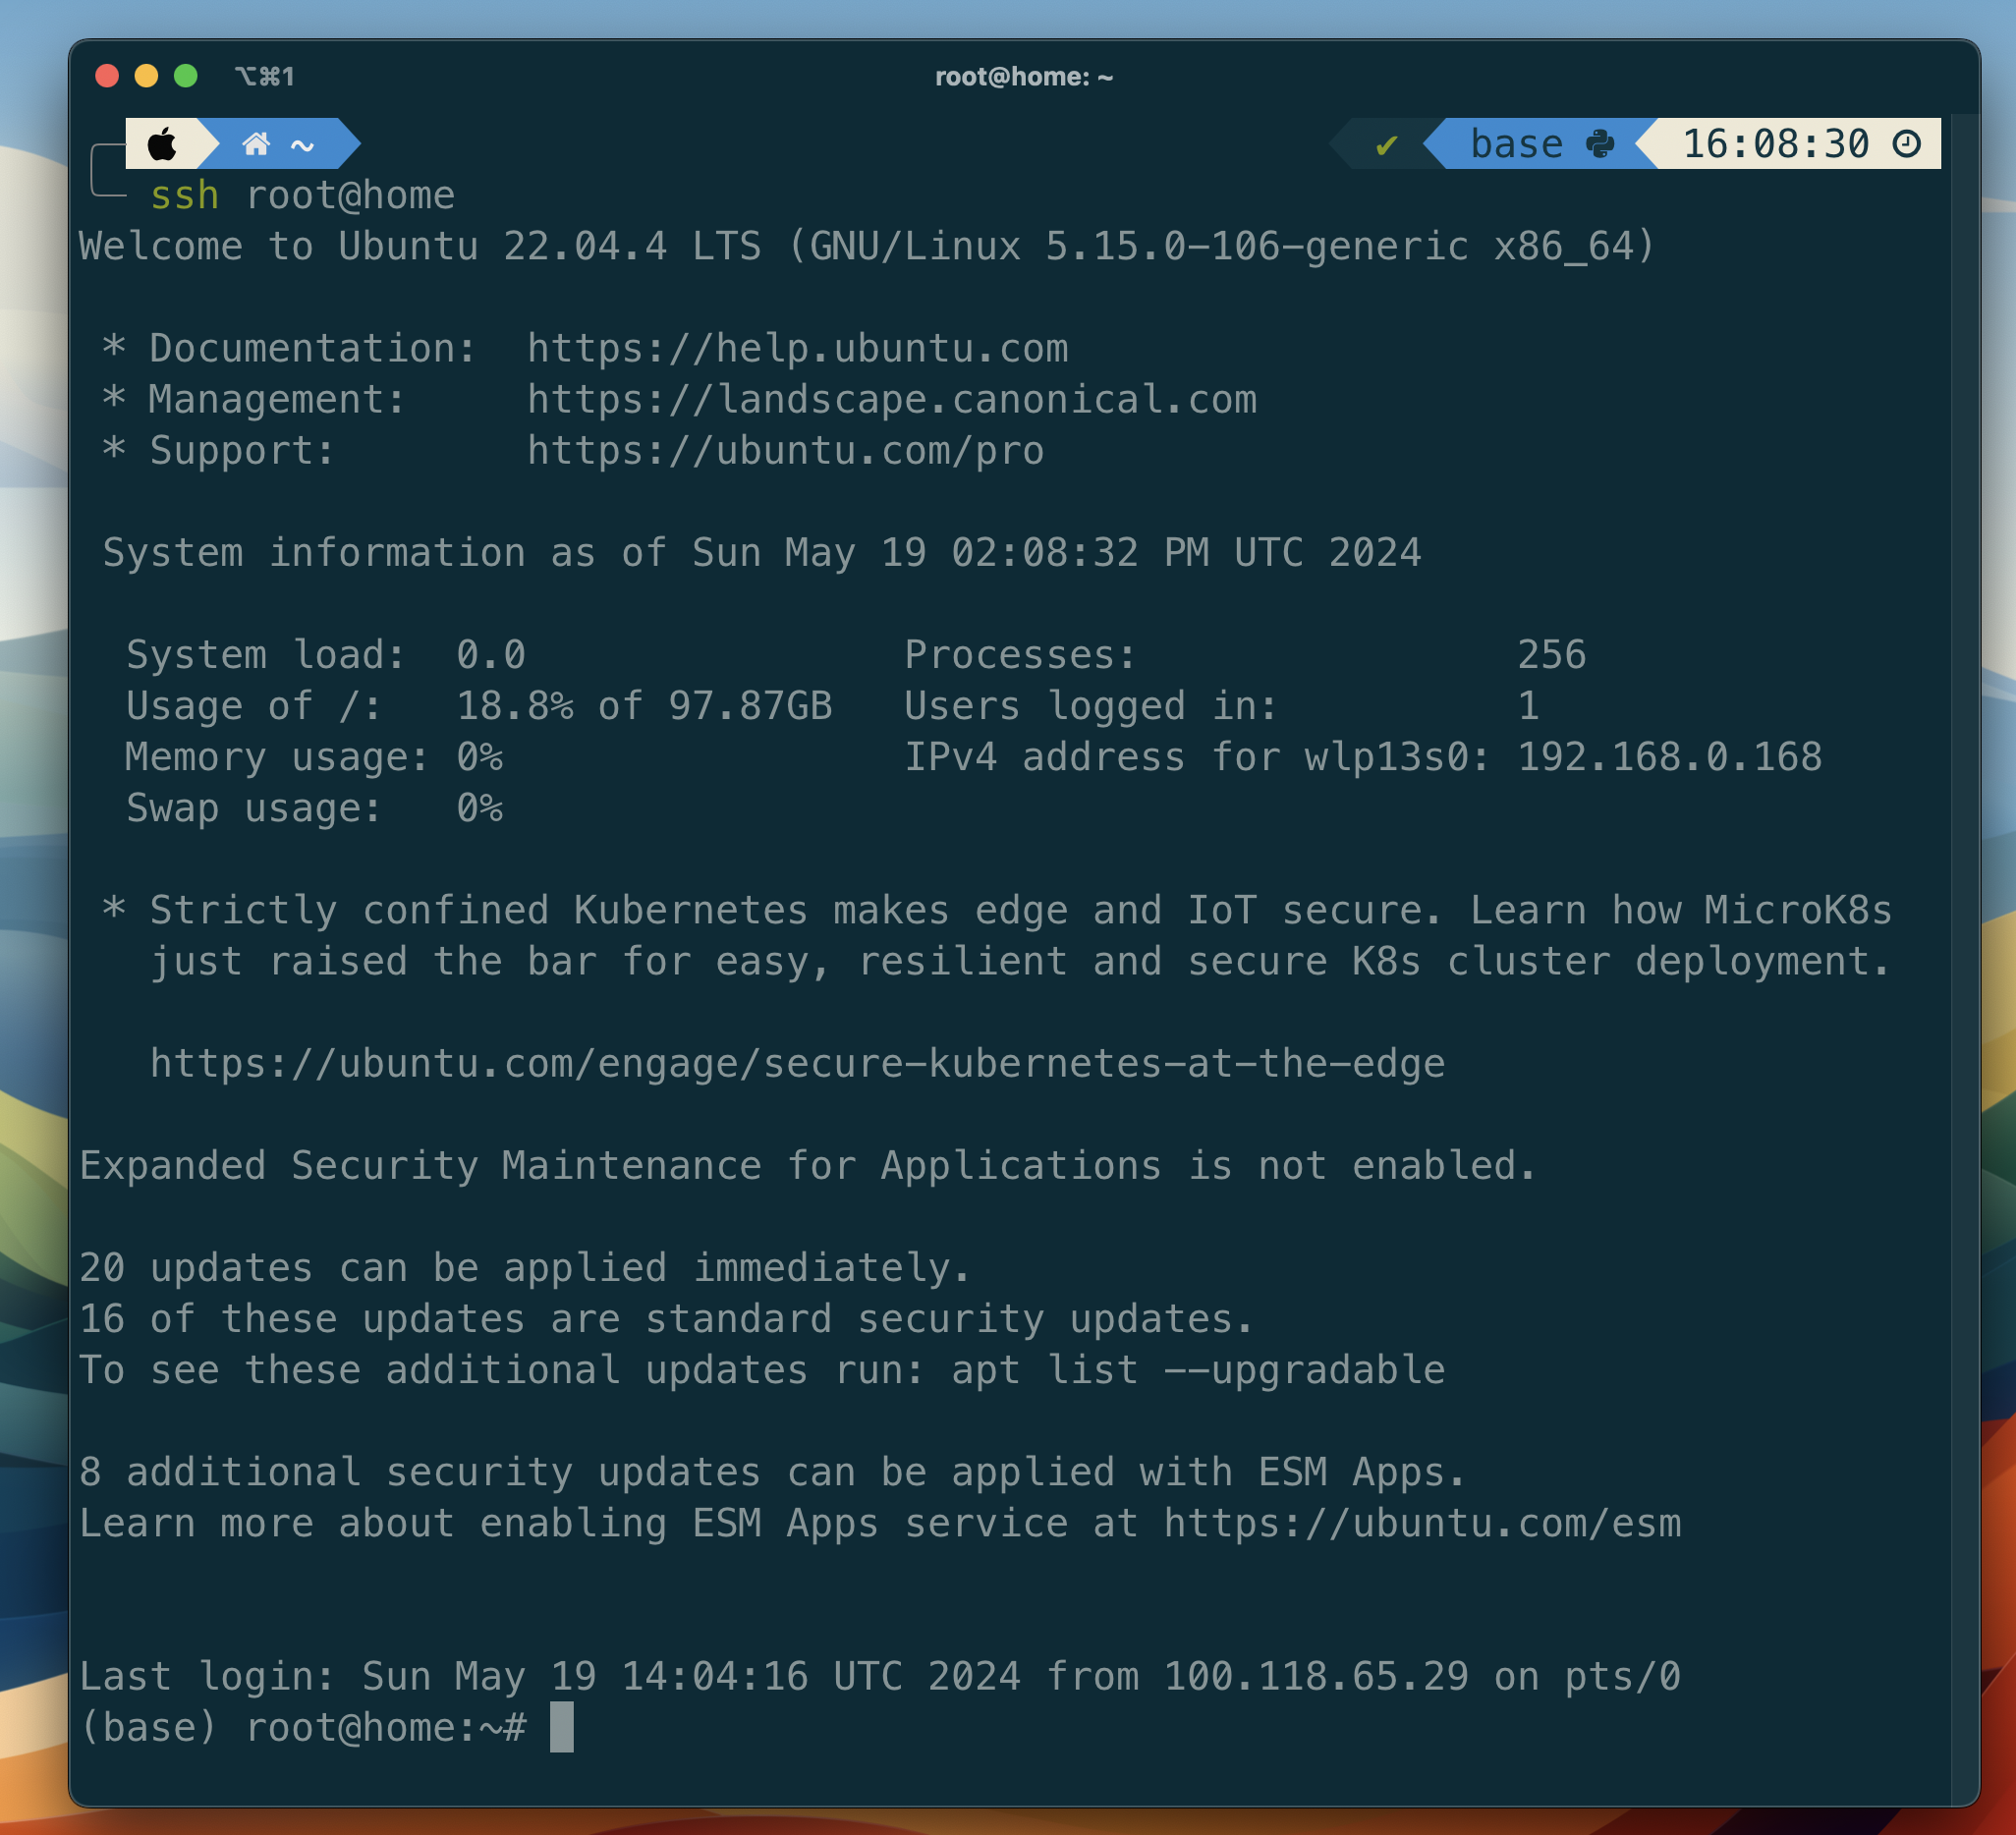 ⌥⌘1 root@home: ~
~ ✔ base 16:08:30
ssh root@home
Welcome to Ubuntu 22.04.4 LTS (GNU/Linux 5.15.0-106-generic x86_64)
* Documentation:  https://help.ubuntu.com
* Management:     https://landscape.canonical.com
* Support:        https://ubuntu.com/pro
System information as of Sun May 19 02:08:32 PM UTC 2024
System load:  0.0                Processes:                256
Usage of /:   18.8% of 97.87GB   Users logged in:          1
Memory usage: 0%                 IPv4 address for wlp13s0: 192.168.0.168
Swap usage:   0%
* Strictly confined Kubernetes makes edge and IoT secure. Learn how MicroK8s
just raised the bar for easy, resilient and secure K8s cluster deployment.
https://ubuntu.com/engage/secure-kubernetes-at-the-edge
Expanded Security Maintenance for Applications is not enabled.
20 updates can be applied immediately.
16 of these updates are standard security updates.
To see these additional updates run: apt list --upgradable
8 additional security updates can be applied with ESM Apps.
Learn more about enabling ESM Apps service at https://ubuntu.com/esm
Last login: Sun May 19 14:04:16 UTC 2024 from 100.118.65.29 on pts/0
(base) root@home:~#